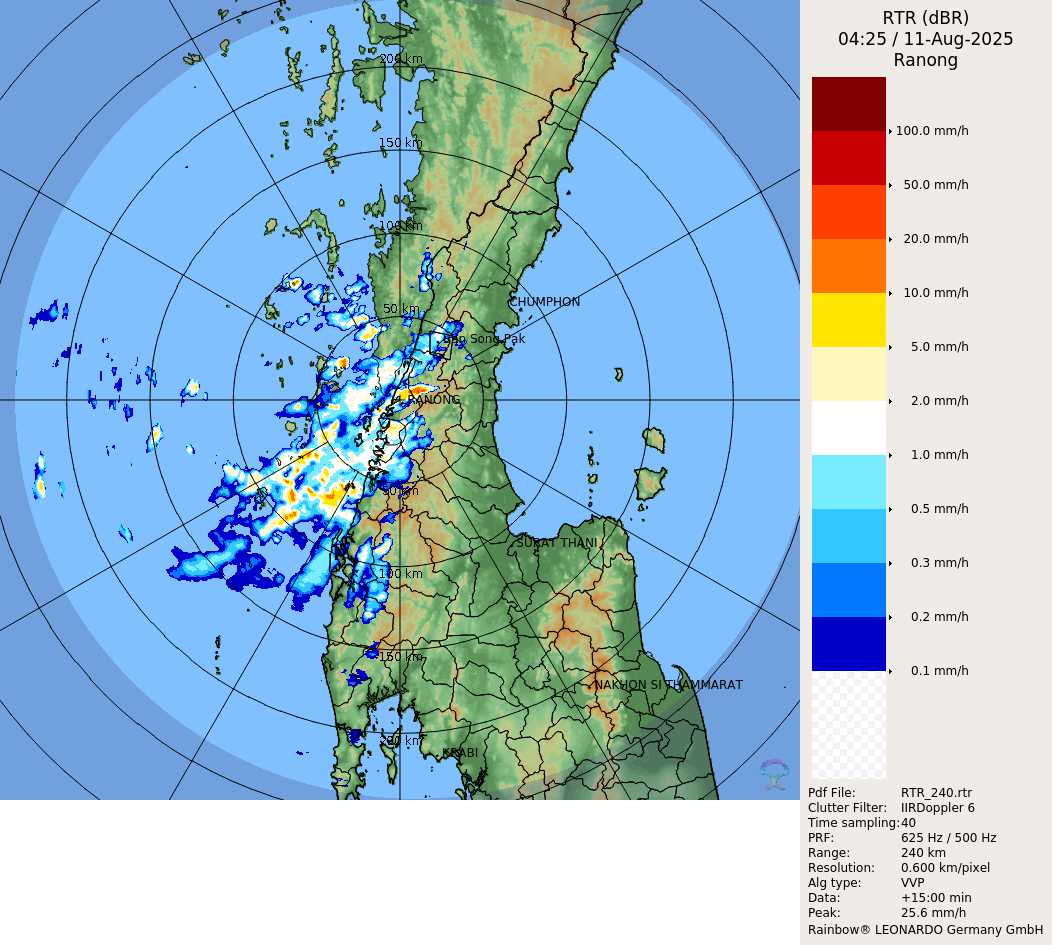 RTR (dBR)
04:25 / 11-Aug-2025
Ranong
200 km
150 km
100 km
50 km
CHUMPHON
RANONG
50 km
SURAT THANI
100 km
150 km
NAKHON SI THAMMARAT
200 km
KRABI
100.0 mm/h
50.0 mm/h
20.0 mm/h
10.0 mm/h
5.0 mm/h
2.0 mm/h
1.0 mm/h
0.5 mm/h
0.3 mm/h
0.2 mm/h
0.1 mm/h
Pdf File: RTR_240.rtr
Clutter Filter: IIRDoppler 6
Time sampling: 40
PRF: 625 Hz / 500 Hz
Range: 240 km
Resolution: 0.600 km/pixel
Alg type: VVP
Data: +15:00 min
Peak: 25.6 mm/h
Rainbow® LEONARDO Germany GmbH